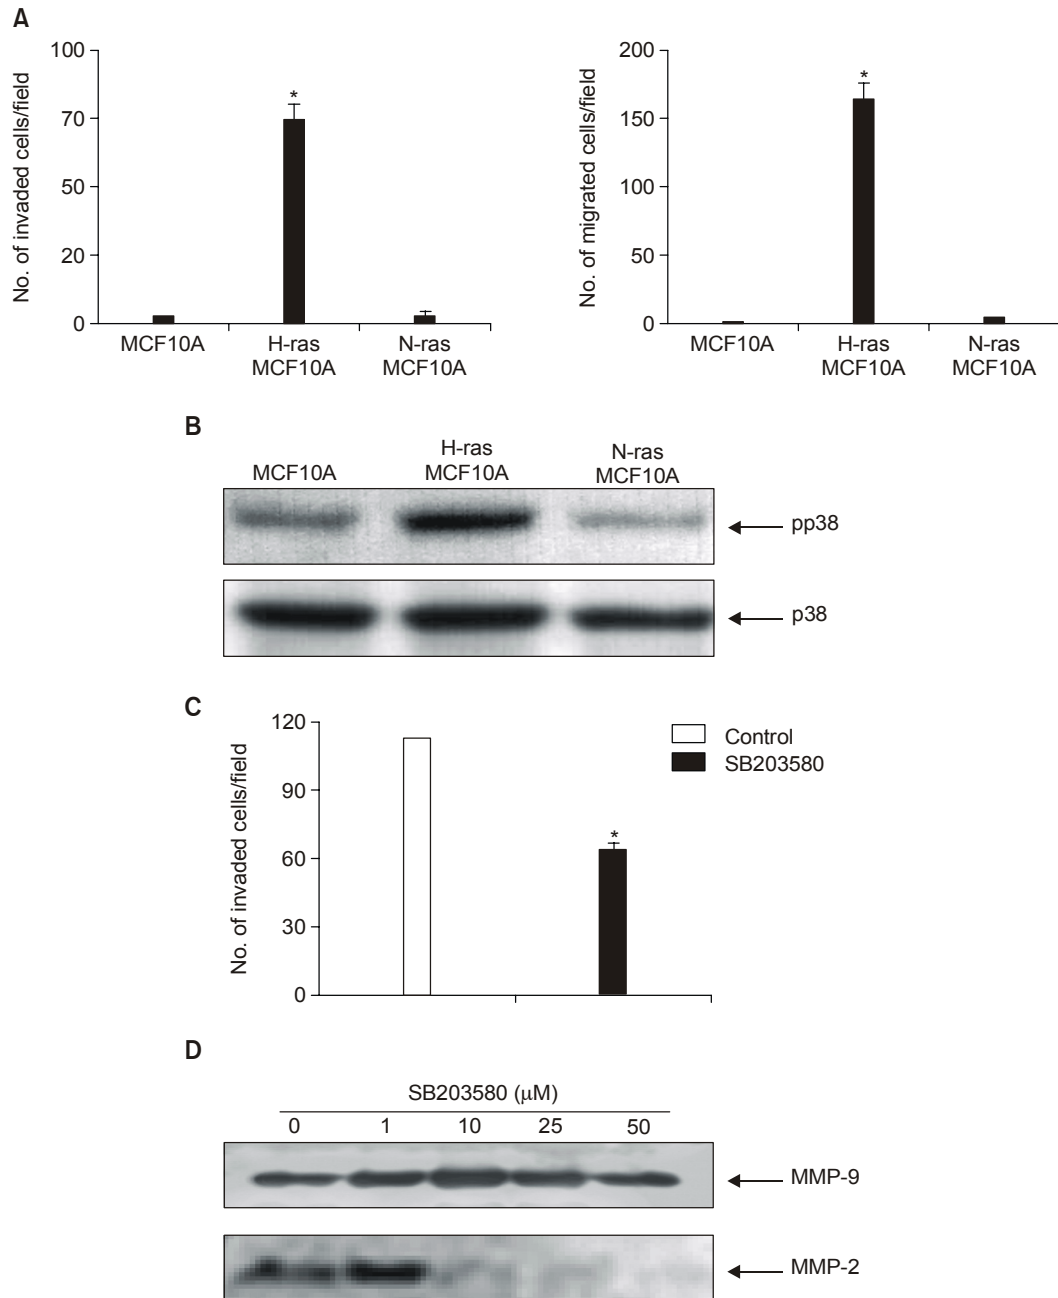 A
No. of invaded cells/field
100
70
50
20
0
*
MCF10A
H-ras
MCF10A
N-ras
MCF10A
No. of migrated cells/field
200
150
100
50
0
*
MCF10A
H-ras
MCF10A
N-ras
MCF10A
B
MCF10A
H-ras
MCF10A
N-ras
MCF10A
pp38
p38
C
No. of invaded cells/field
120
90
60
30
0
*
Control
SB203580
D
SB203580 (μM)
0 1 10 25 50
MMP-9
MMP-2